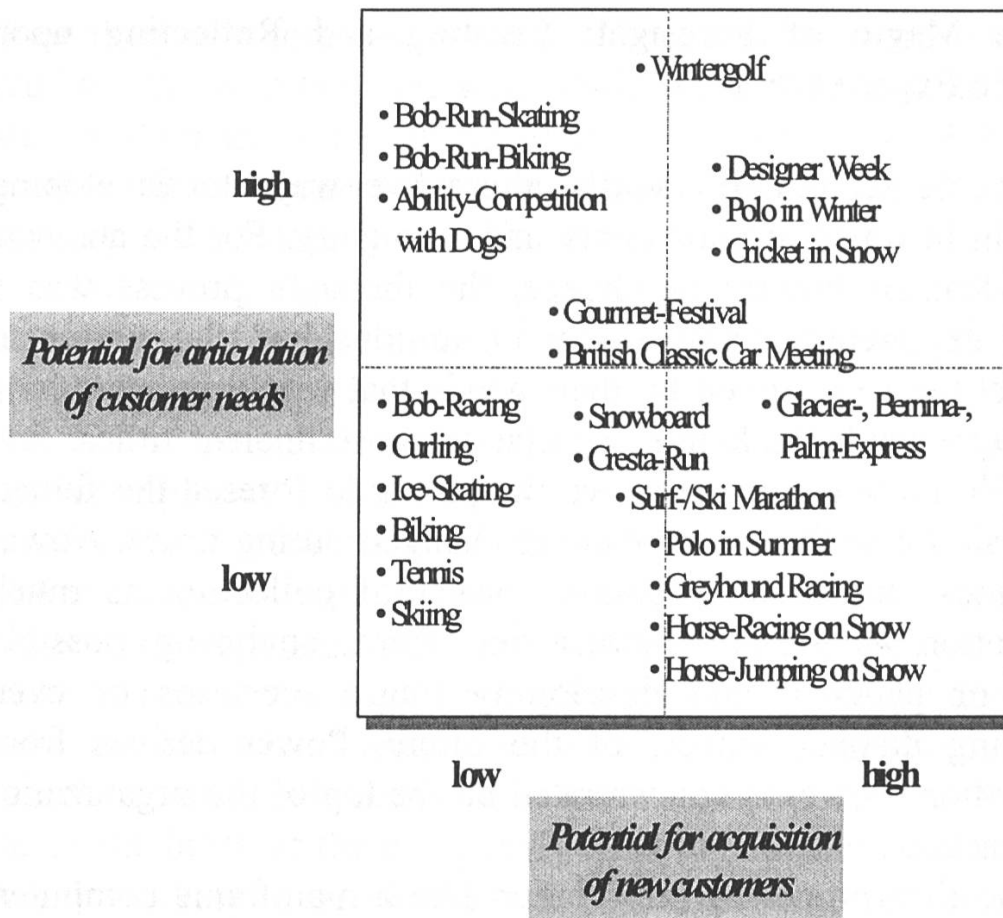 • Wintergolf
• Bob-Run-Skating
• Bob-Run-Biking
• Ability-Competition
with Dogs
• Designer Week
• Polo in Winter
• Cricket in Snow
high
• Gourmet-Festival
• British Classic Car Meeting
Potential for articulation
of customer needs
• Bob-Racing
• Curling
• Ice-Skating
• Biking
• Tennis
• Skiing
• Snowboard
• Cresta-Run
• Surf-/Ski Marathon
Polo in Summer
• Greyhound Racing
• Horse-Racing on Snow
• Horse-Jumping on Snow
• Glacier-, Bernina-,
Palm-Express
low
low
high
Potential for acquisition
of new customers